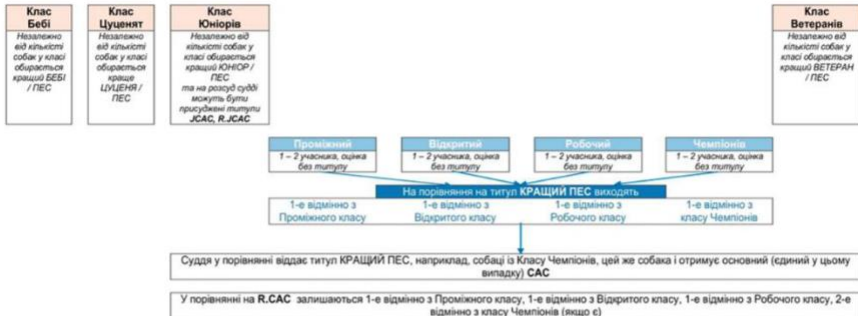 Клас
Бебі
Незалежно
від кількості
собак у класі
обирається
кращий БЕБІ
/ ПЕС
Клас
Цуценят
Незалежно
від кількості
собак у класі
обирається
краще
ЦУЦЕНЯ /
ПЕС
Клас
Юніорів
Незалежно від
кількості собак у
класі обирається
кращий ЮНІОР /
ПЕС
та на розсуд судді
можуть бути
присуджені титули
JCAC, R.JCAC
Клас
Ветеранів
Незалежно від
кількості собак у
класі обирається
кращий ВЕТЕРАН
/ ПЕС
Проміжний
1 – 2 учасника, оцінка
без титулу
Відкритий
1 – 2 учасника, оцінка
без титулу
Робочий
1 – 2 учасника, оцінка
без титулу
Чемпіонів
1 – 2 учасника, оцінка
без титулу
На порівняння на титул КРАЩИЙ ПЕС виходять
1-е відмінно з
Проміжного класу
1-е відмінно з
Відкритого класу
1-е відмінно з
Робочого класу
1-е відмінно з
класу Чемпіонів
Суддя у порівнянні віддає титул КРАЩИЙ ПЕС, наприклад, собаці із Класу Чемпіонів, цей же собака і отримує основний (єдиний у цьому
випадку) САС
У порівнянні на R.CAC залишаються 1-е відмінно з Проміжного класу, 1-е відмінно з Відкритого класу, 1-е відмінно з Робочого класу, 2-е
відмінно з класу Чемпіонів (якщо є)